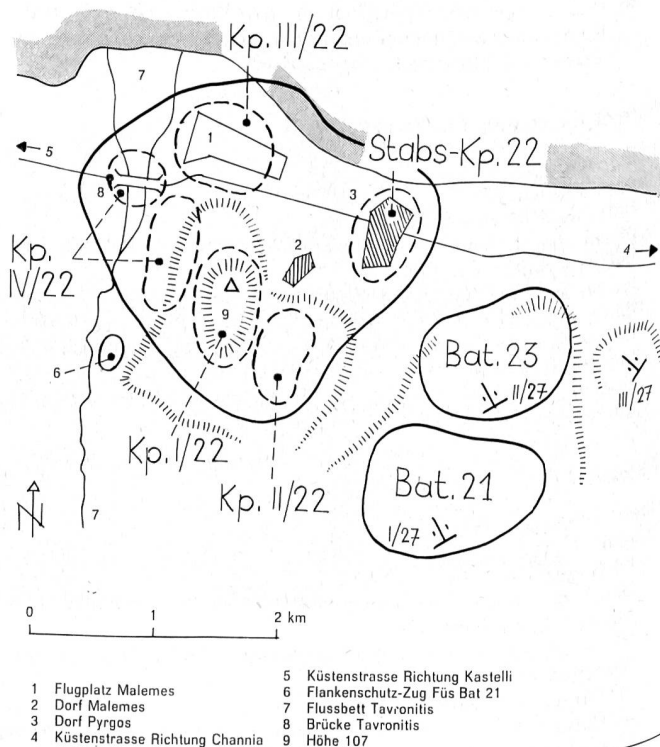 Kp. III/22
7
1
5
Stabs-Kp. 22
3
8
2
4
Kp.
IV/22
9
6
Bat. 23
II/27
III/27
Kp. I/22
Kp. II/22
Bat. 21
I/27
N
7
0 1 2 km
1 Flugplatz Malemes
2 Dorf Malemes
3 Dorf Pyrgos
4 Küstenstrasse Richtung Channia
5 Küstenstrasse Richtung Kastelli
6 Flankenschutz-Zug Füs Bat 21
7 Flussbett Tavronitis
8 Brücke Tavronitis
9 Höhe 107